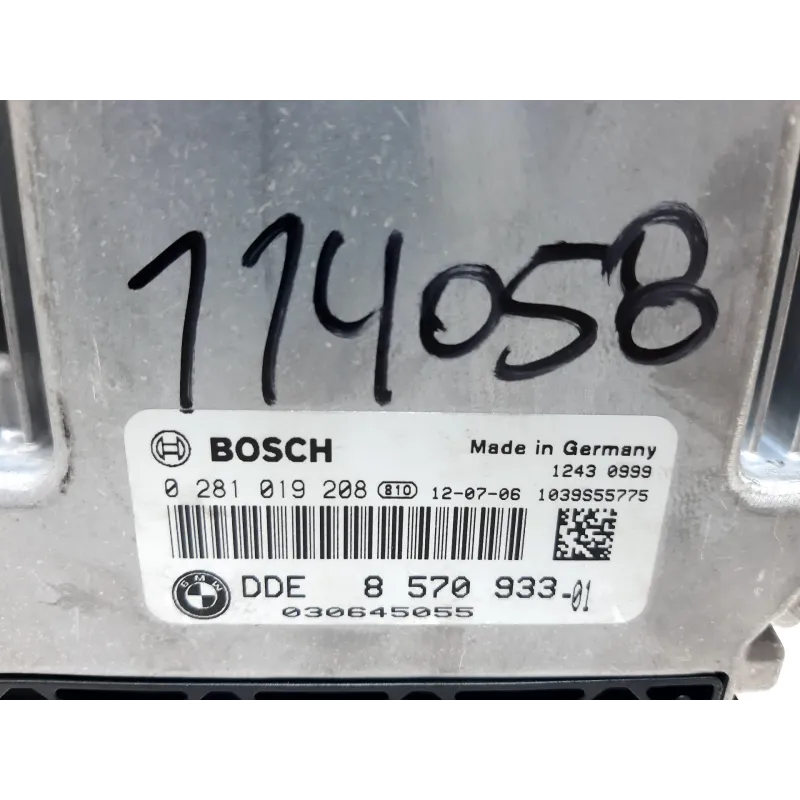 114058
BOSCH Made in Germany
1243 0999
0 281 019 208 810 12-07-06 1039S55775
BMW DDE 8 570 933-01
030645055